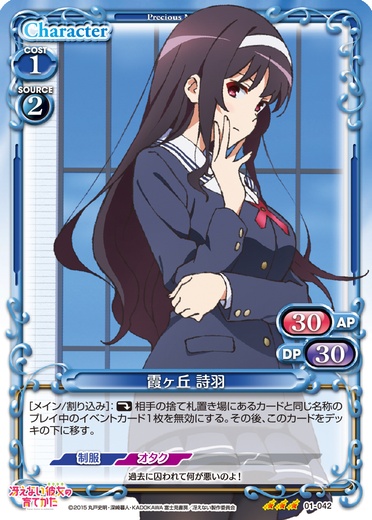 Precious
Character
COST
1
SOURCE
2
30 AP
DP 30
霞ヶ丘 詩羽
[メイン/割り込み]： 相手の捨て札置き場にあるカードと同じ名称の
プレイ中のイベントカード1枚を無効にする。その後、このカードをデッ
キの下に移す。
制服 オタク
過去に囚われて何が悪いのよ！
冴えない彼女の
育てかた
01-042
©2015 丸戸史明・深崎暮人・KADOKAWA 富士見書房/冴えない製作委員会